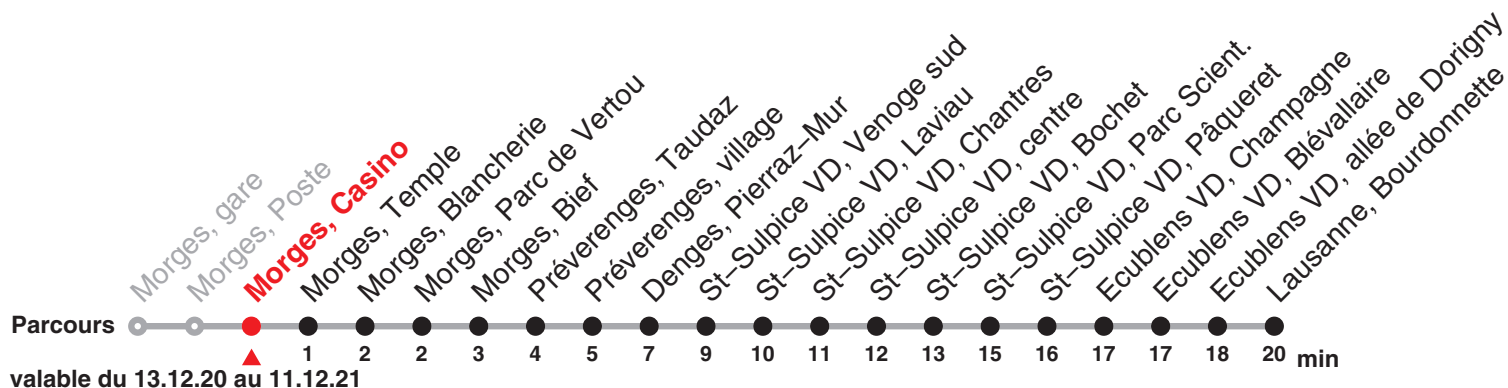 Morges, gare
Morges, Poste
Morges, Casino
Morges, Temple
Morges, Blancherie
Morges, Parc de Vertou
Morges, Bief
Préverenges, Taudaz
Préverenges, village
Denges, Pierraz–Mur
St–Sulpice VD, Venoge sud
St–Sulpice VD, Laviau
St–Sulpice VD, Chantres
St–Sulpice VD, centre
St–Sulpice VD, Bochet
St–Sulpice VD, Parc Scient.
St–Sulpice VD, Pâqueret
Ecublens VD, Champagne
Ecublens VD, Blévallaire
Ecublens VD, allée de Dorigny
Lausanne, Bourdonnette
Parcours
1 2 2 3 4 5 7 9 10 11 12 13 15 16 17 17 18 20 min
valable du 13.12.20 au 11.12.21